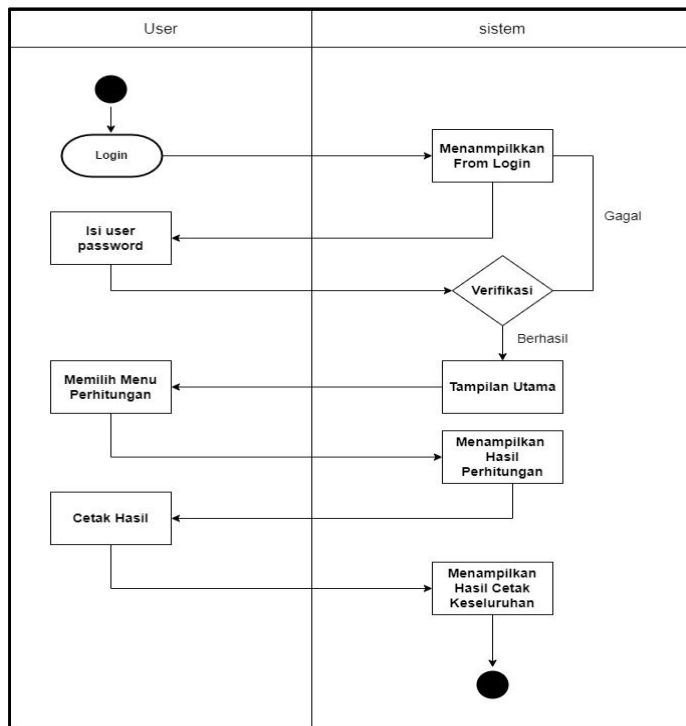 User
sistem
Login
Menanmpilkkan
From Login
Gagal
Isi user
password
Verifikasi
Berhasil
Memilih Menu
Perhitungan
Tampilan Utama
Menampilkan
Hasil
Perhitungan
Cetak Hasil
Menampilkan
Hasil Cetak
Keseluruhan